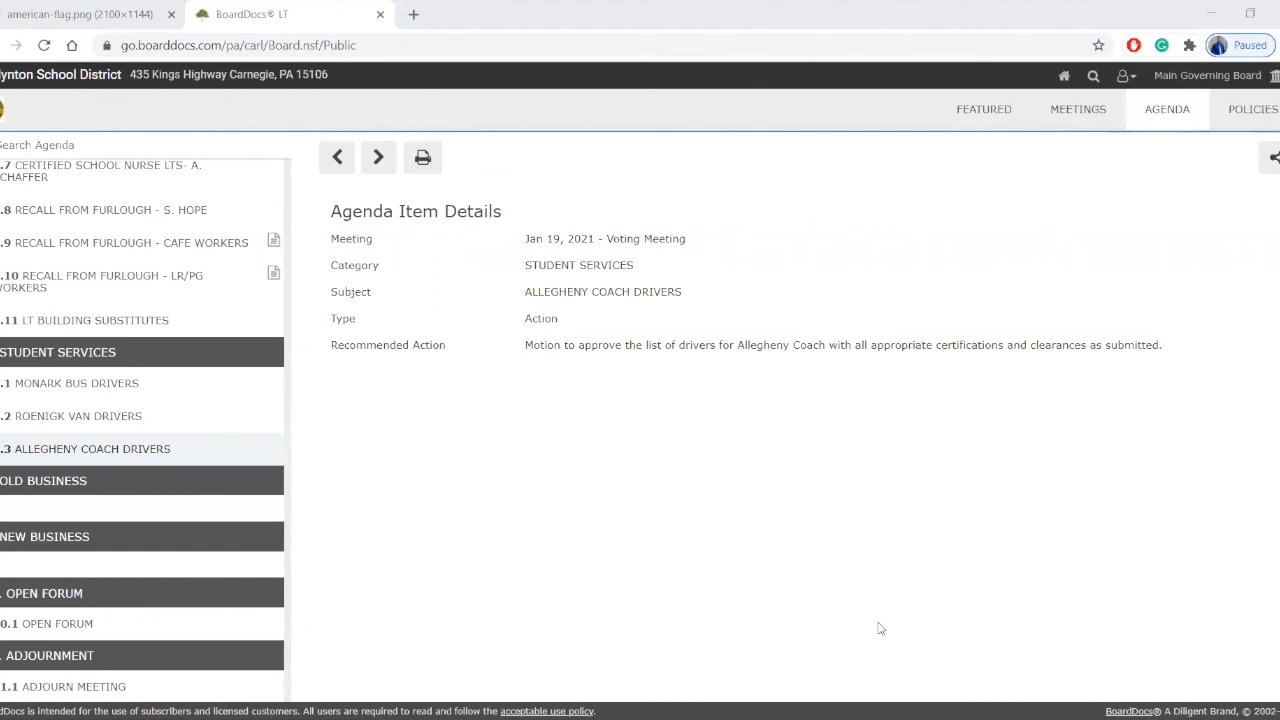 american-flag.png (2100×1144)
BoardDocs® LT
go.boarddocs.com/pa/carl/Board.nsf/Public
Paused
lynton School District 435 Kings Highway Carnegie, PA 15106
Main Governing Board
FEATURED MEETINGS AGENDA POLICIES
Search Agenda
.7 CERTIFIED SCHOOL NURSE LTS- A.
CHAFFER
.8 RECALL FROM FURLOUGH - S. HOPE
.9 RECALL FROM FURLOUGH - CAFE WORKERS
.10 RECALL FROM FURLOUGH - LR/PG
WORKERS
.11 LT BUILDING SUBSTITUTES
STUDENT SERVICES
.1 MONARK BUS DRIVERS
.2 ROENIGK VAN DRIVERS
.3 ALLEGHENY COACH DRIVERS
OLD BUSINESS
NEW BUSINESS
. OPEN FORUM
0.1 OPEN FORUM
. ADJOURNMENT
1.1 ADJOURN MEETING
Agenda Item Details
Meeting Jan 19, 2021 - Voting Meeting
Category STUDENT SERVICES
Subject ALLEGHENY COACH DRIVERS
Type Action
Recommended Action Motion to approve the list of drivers for Allegheny Coach with all appropriate certifications and clearances as submitted.
rdDocs is intended for the use of subscribers and licensed customers. All users are required to read and follow the acceptable use policy.
BoardDocs® A Diligent Brand, © 2002-